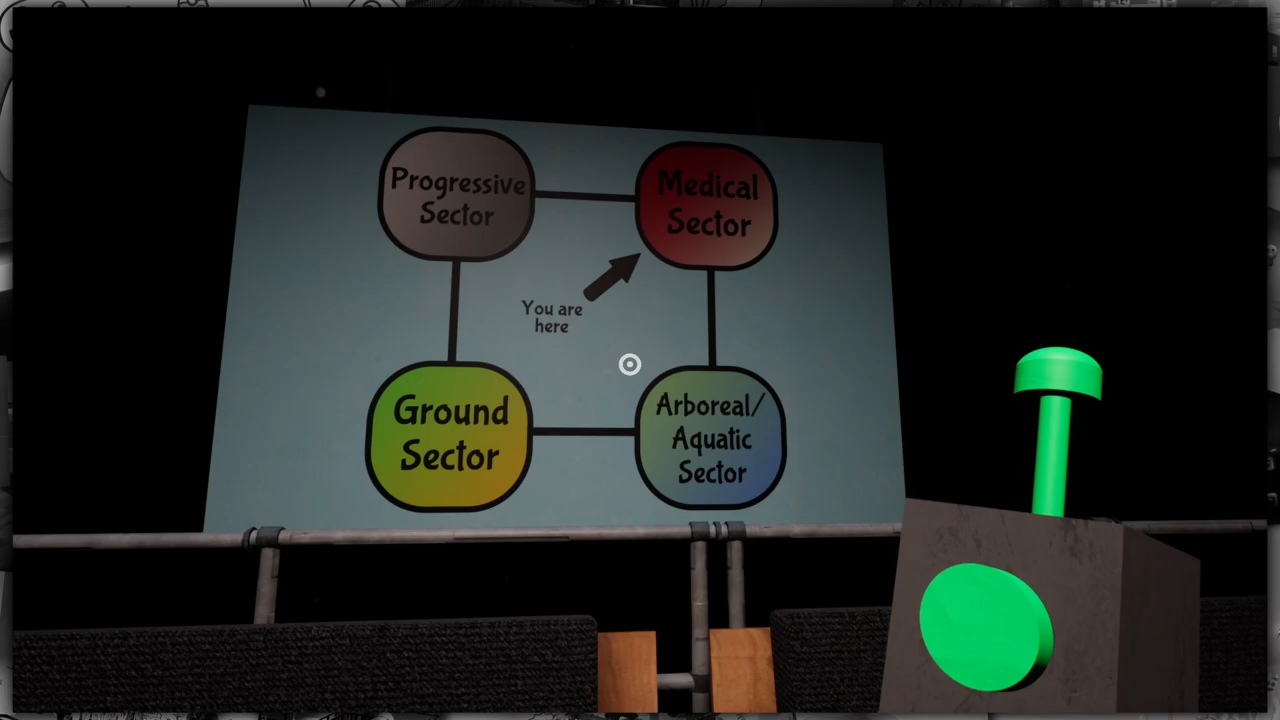 Progressive
Sector
Medical
Sector
You are
here
Ground
Sector
Arboreal/
Aquatic
Sector